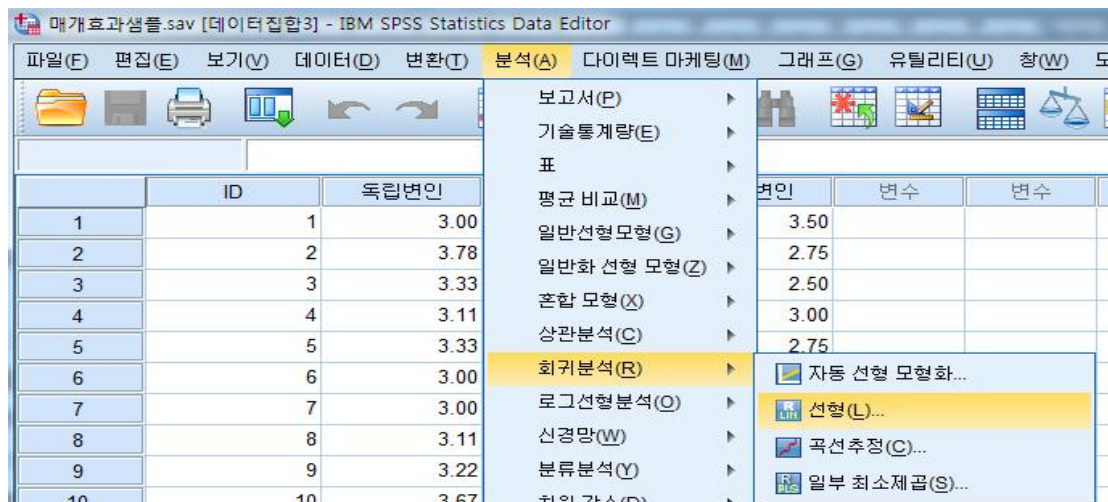 매개효과샘플.sav [데이터집합3] - IBM SPSS Statistics Data Editor
파일(F) 편집(E) 보기(V) 데이터(D) 변환(T) 분석(A) 다이렉트 마케팅(M) 그래프(G) 유틸리티(U) 창(W)
보고서(P)
기술통계량(E)
표
평균 비교(M)
일반선형모형(G)
일반화 선형 모형(Z)
혼합 모형(X)
상관분석(C)
회귀분석(R)
로그선형분석(O)
신경망(W)
분류분석(Y)
자동 선형 모형화...
선형(L)...
곡선추정(C)...
일부 최소제곱(S)...
ID 독립변인 변인 변수 변수
1 1 3.00 3.50
2 2 3.78 2.75
3 3 3.33 2.50
4 4 3.11 3.00
5 5 3.33 2.75
6 6 3.00
7 7 3.00
8 8 3.11
9 9 3.22
10 10 3.67